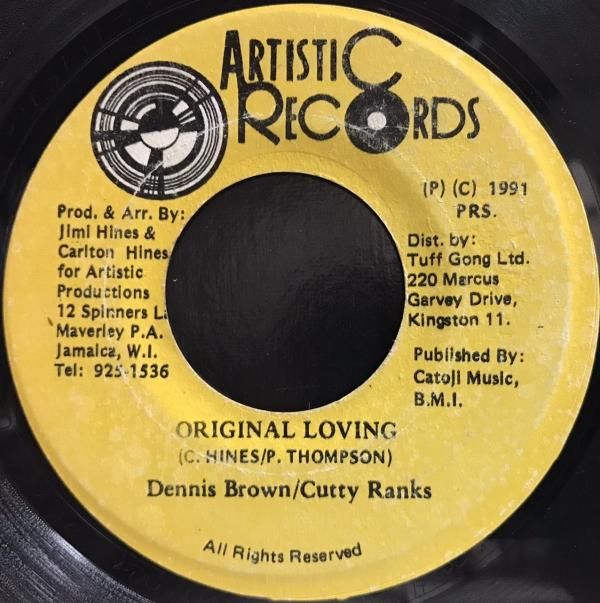 ARTISTIC
RECORDS
(P) (C) 1991
PRS.
Prod. & Arr. By:
Jimi Hines &
Carlton Hines
for Artistic
Productions
12 Spinners
Maverley P.A.
Jamaica, W.I.
Tel: 925-1536
Dist. by:
Tuff Gong Ltd.
220 Marcus
Garvey Drive,
Kingston 11.
Published By:
Catoji Music,
B.M.I.
ORIGINAL LOVING
(C. HINES/P. THOMPSON)
Dennis Brown/Cutty Ranks
All Rights Reserved